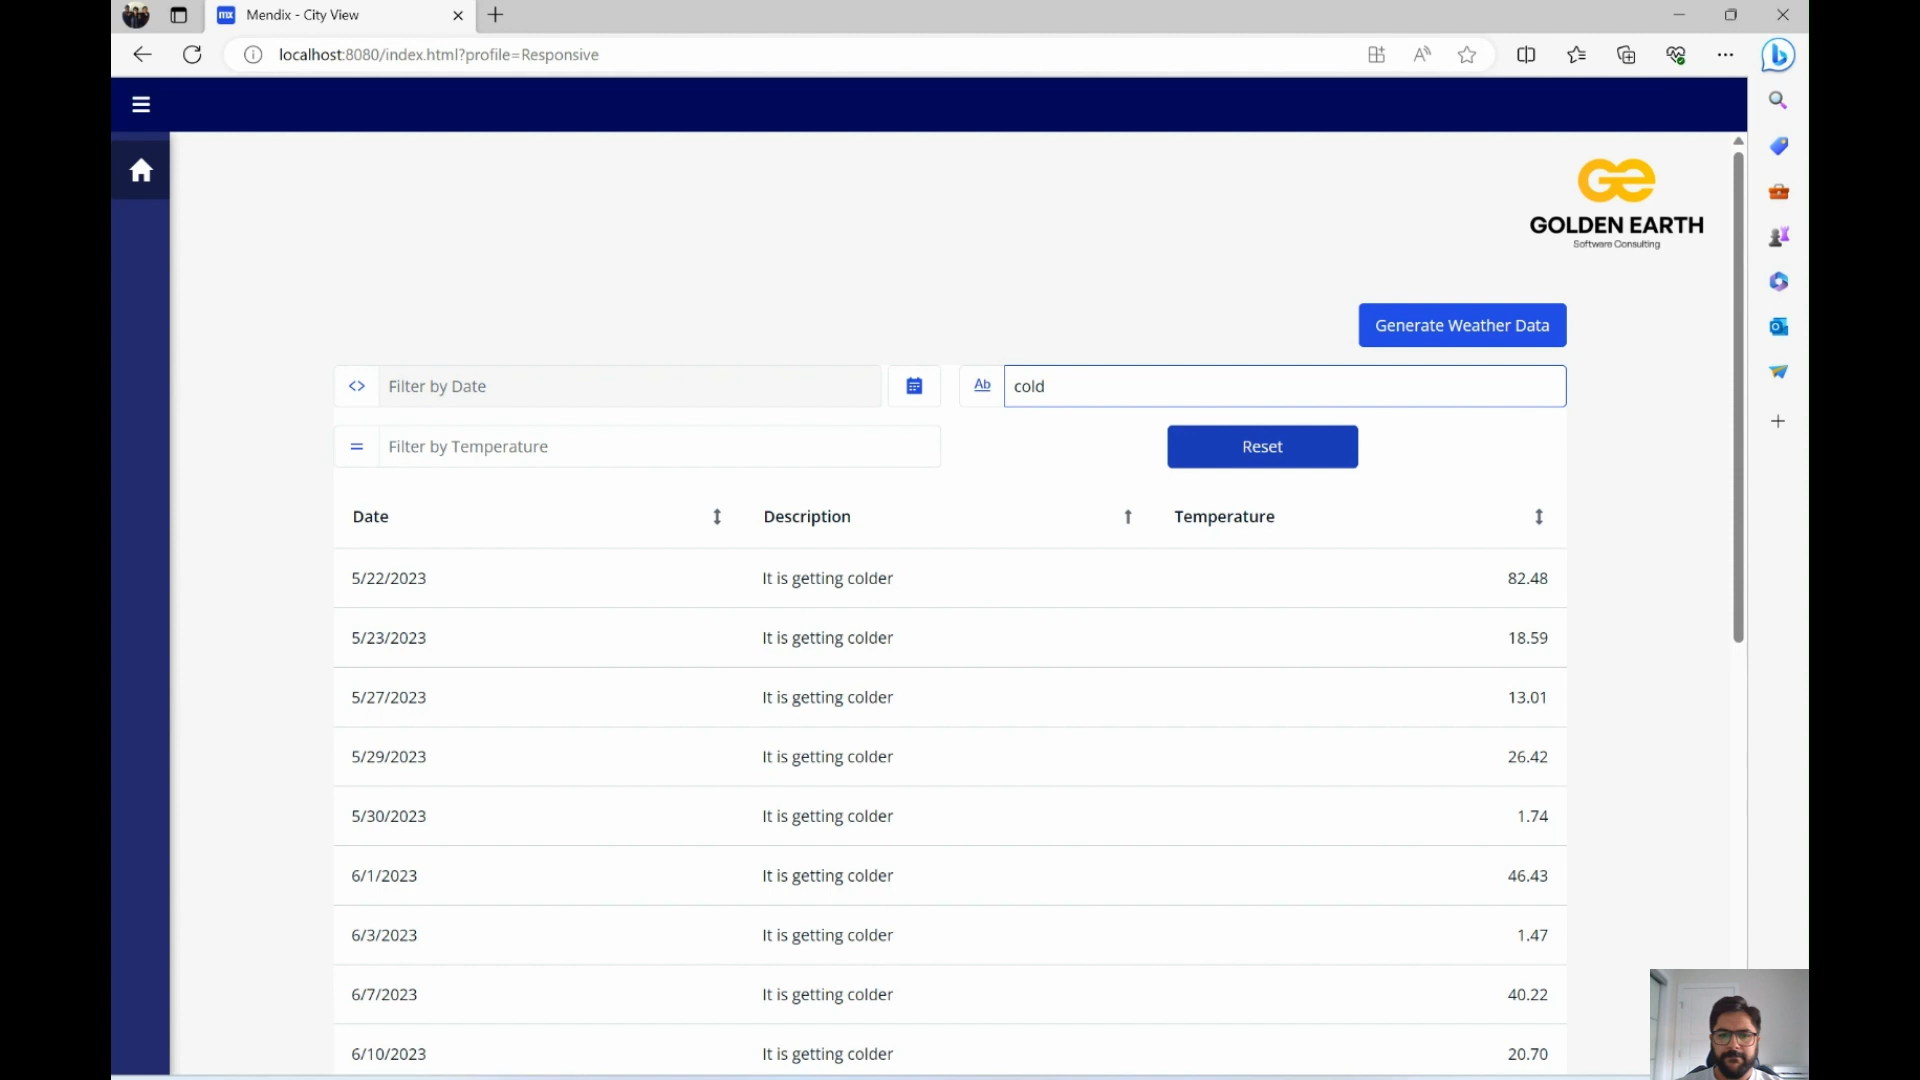 mx Mendix - City View
localhost:8080/index.html?profile=Responsive
GE
GOLDEN EARTH
Software Consulting
Generate Weather Data
<> Filter by Date Ab cold
= Filter by Temperature Reset
Date Description Temperature
5/22/2023 It is getting colder 82.48
5/23/2023 It is getting colder 18.59
5/27/2023 It is getting colder 13.01
5/29/2023 It is getting colder 26.42
5/30/2023 It is getting colder 1.74
6/1/2023 It is getting colder 46.43
6/3/2023 It is getting colder 1.47
6/7/2023 It is getting colder 40.22
6/10/2023 It is getting colder 20.70